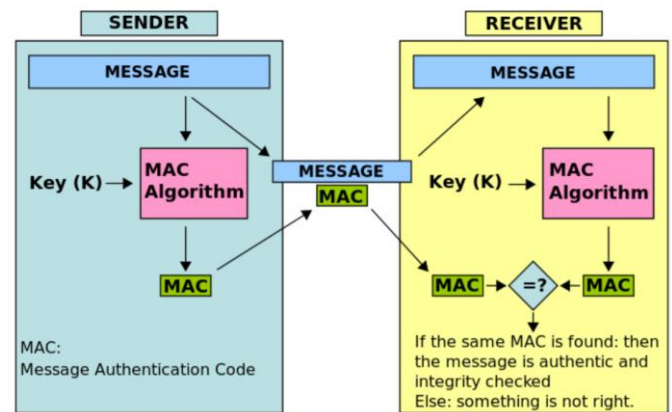 SENDER
MESSAGE
Key (K)
MAC
Algorithm
MAC
MAC:
Message Authentication Code
MESSAGE
MAC
RECEIVER
MESSAGE
Key (K)
MAC
Algorithm
MAC
=?
MAC
If the same MAC is found: then
the message is authentic and
integrity checked
Else: something is not right.